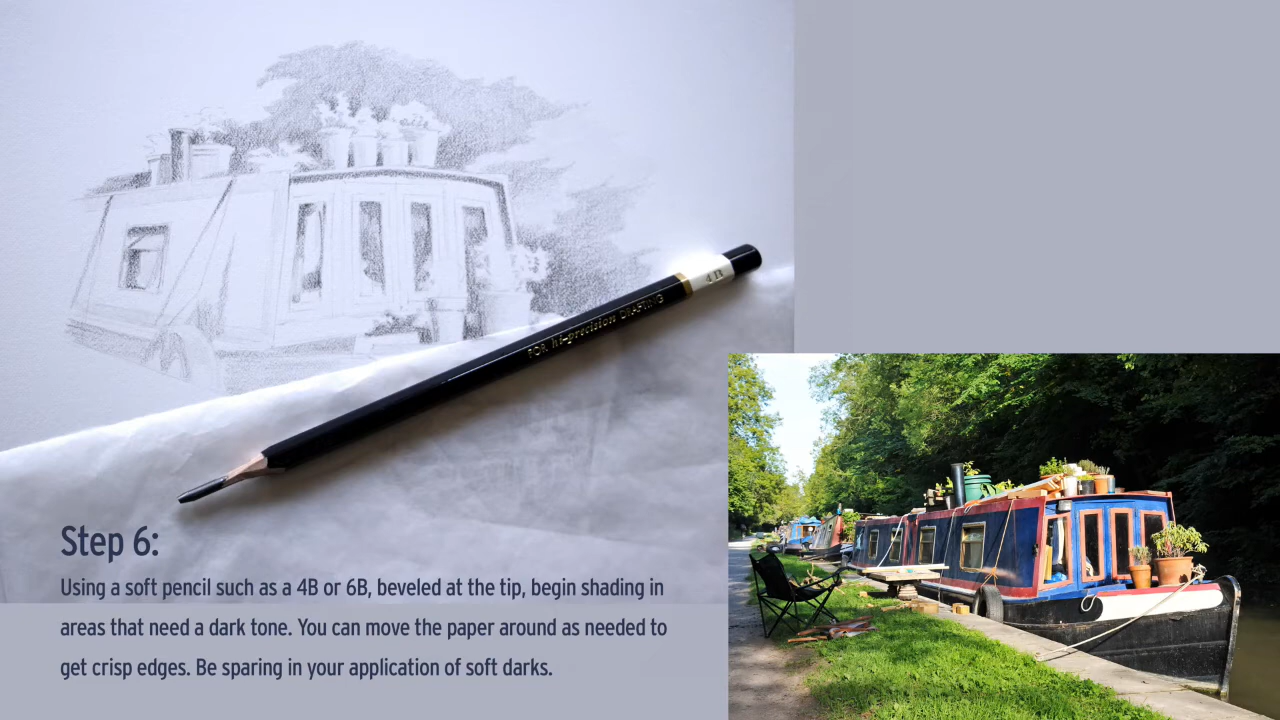 4B
FOR hi-precision DRAFTING
Step 6:
Using a soft pencil such as a 4B or 6B, beveled at the tip, begin shading in
areas that need a dark tone. You can move the paper around as needed to
get crisp edges. Be sparing in your application of soft darks.